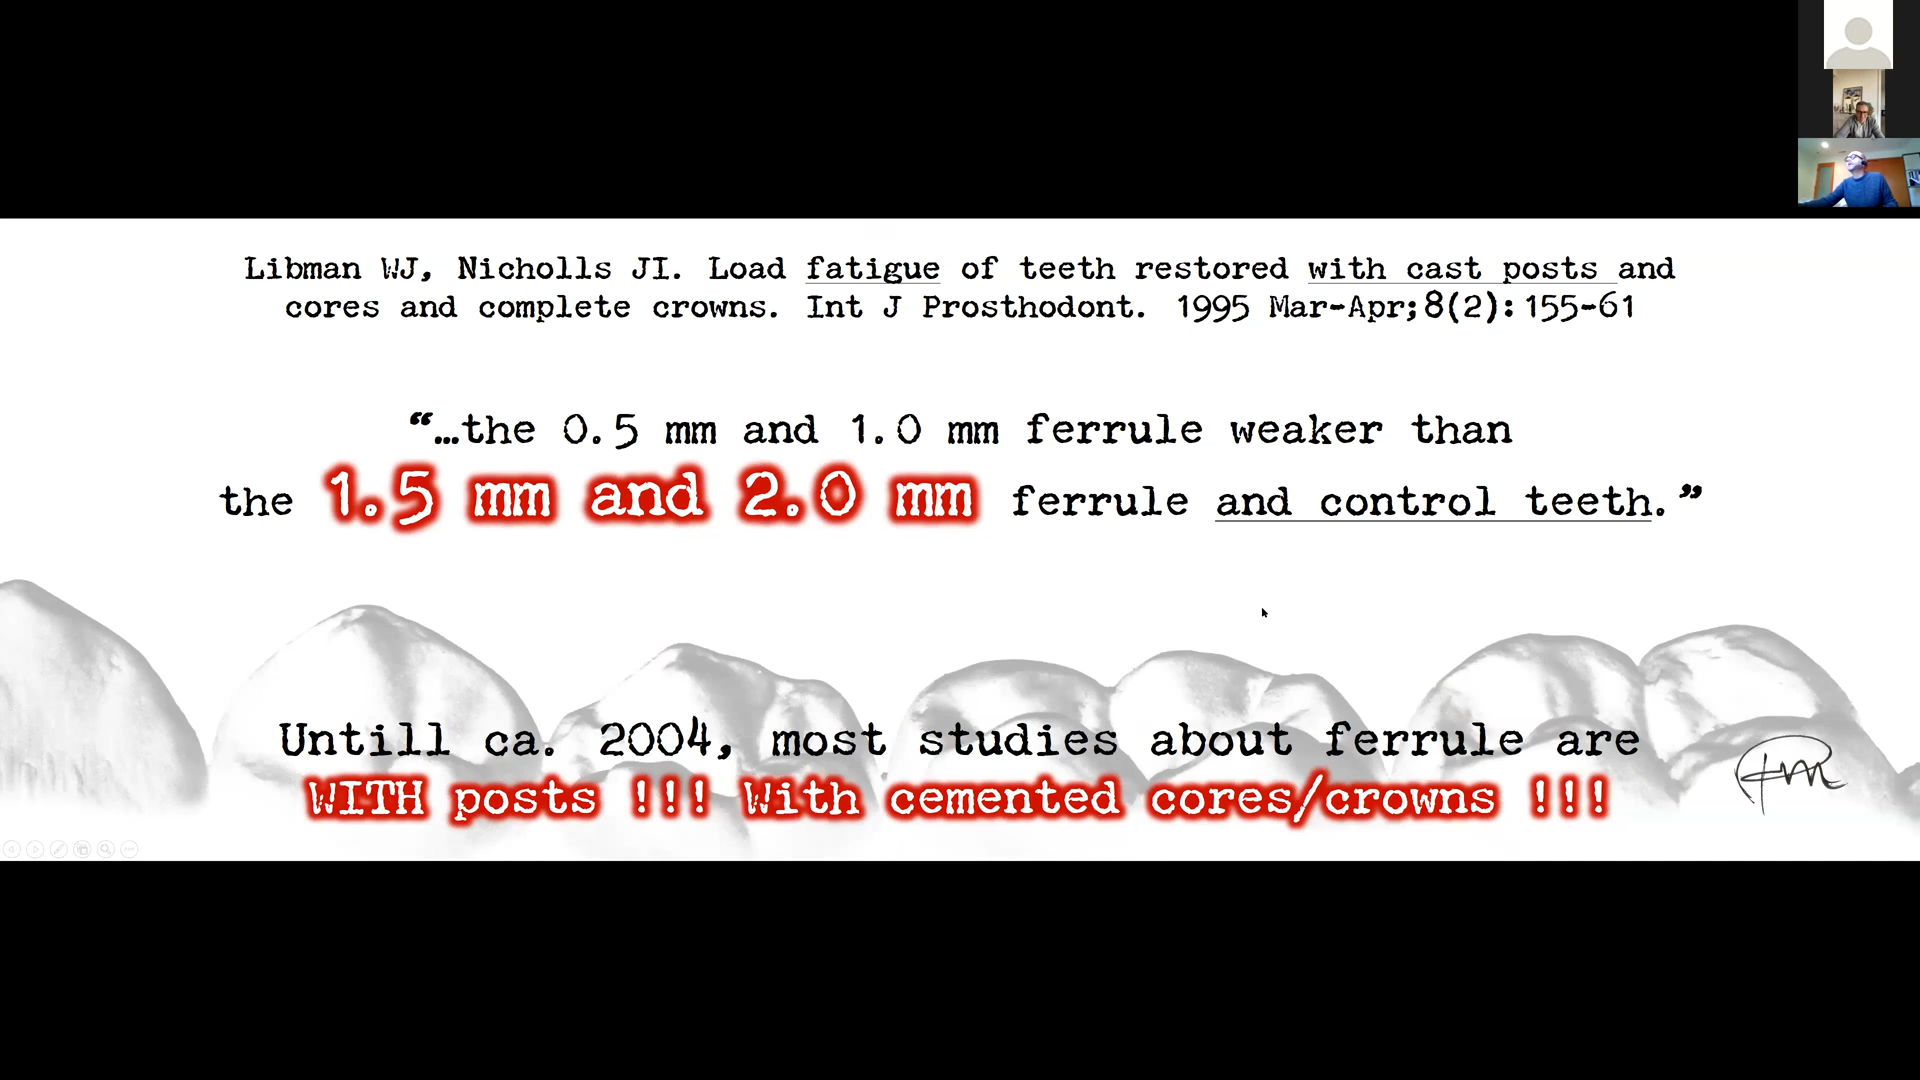 Libman WJ, Nicholls JI. Load fatigue of teeth restored with cast posts and
cores and complete crowns. Int J Prosthodont. 1995 Mar-Apr;8(2):155-61
“…the 0.5 mm and 1.0 mm ferrule weaker than
the 1.5 mm and 2.0 mm ferrule and control teeth.”
Untill ca. 2004, most studies about ferrule are
WITH posts !!! With cemented cores/crowns !!!